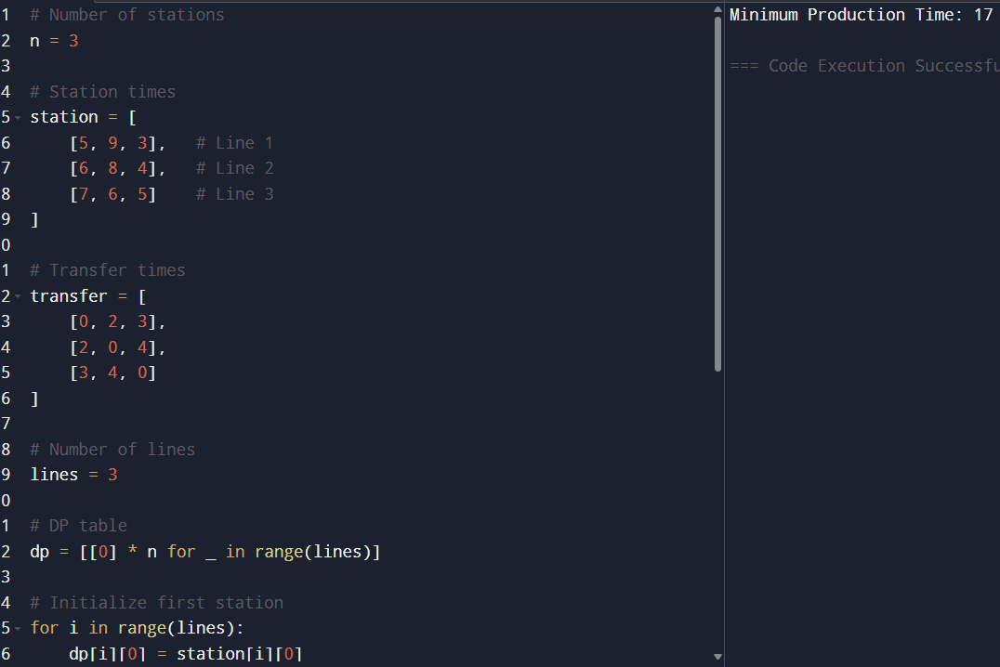 1 # Number of stations
2 n = 3
3
4 # Station times
5 station = [
6     [5, 9, 3],   # Line 1
7     [6, 8, 4],   # Line 2
8     [7, 6, 5]    # Line 3
9 ]
0
1 # Transfer times
2 transfer = [
3     [0, 2, 3],
4     [2, 0, 4],
5     [3, 4, 0]
6 ]
7
8 # Number of lines
9 lines = 3
0
1 # DP table
2 dp = [[0] * n for _ in range(lines)]
3
4 # Initialize first station
5 for i in range(lines):
6     dp[i][0] = station[i][0]
Minimum Production Time: 17
=== Code Execution Successfu